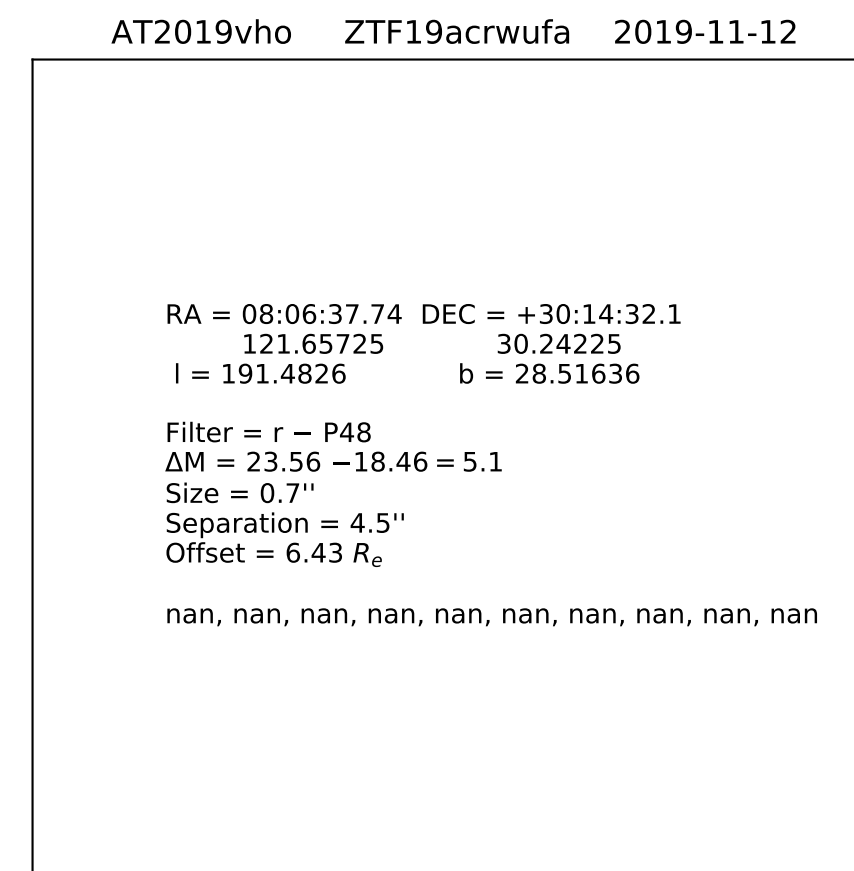 AT2019vho ZTF19acrwufa 2019-11-12
RA = 08:06:37.74 DEC = +30:14:32.1
121.65725 30.24225
l = 191.4826 b = 28.51636
Filter = r − P48
ΔM = 23.56 −18.46 = 5.1
Size = 0.7''
Separation = 4.5''
Offset = 6.43 Re
nan, nan, nan, nan, nan, nan, nan, nan, nan, nan